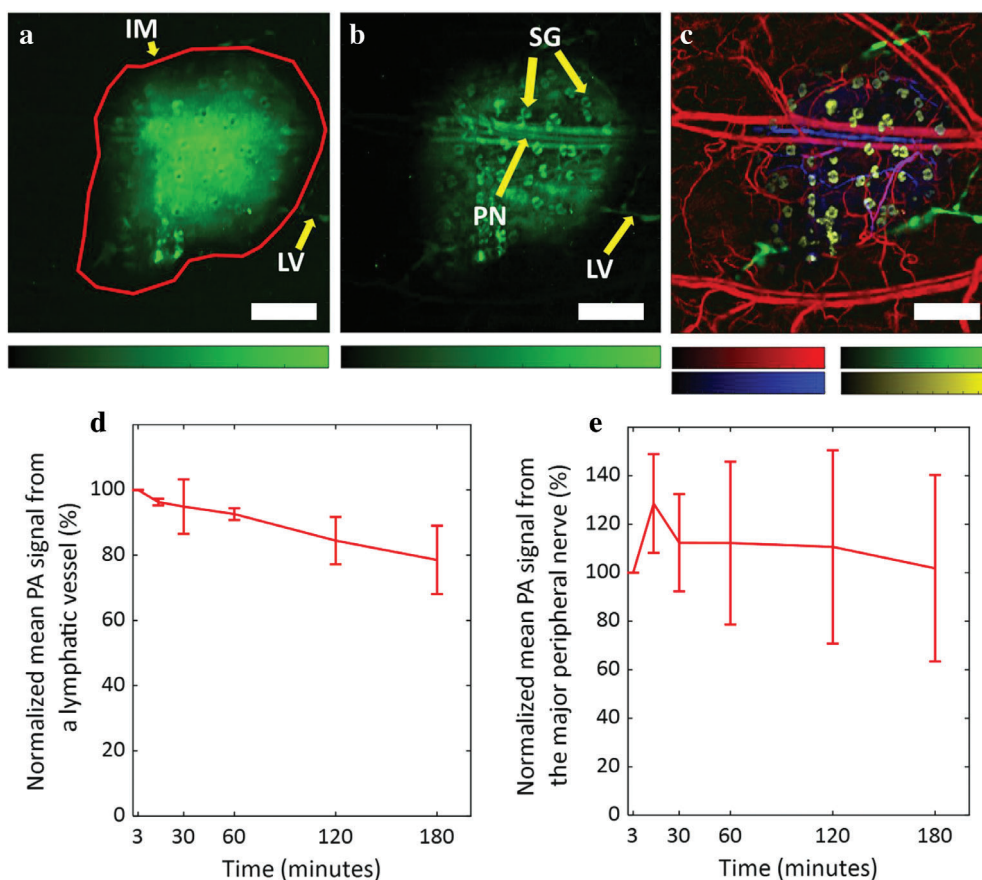 a
IM
LV
b
SG
PN
LV
c
d
Normalized mean PA signal from
a lymphatic vessel (%)
100
80
60
40
20
0
3 30 60 120 180
Time (minutes)
e
Normalized mean PA signal from
the major peripheral nerve (%)
140
120
100
80
60
40
20
0
3 30 60 120 180
Time (minutes)